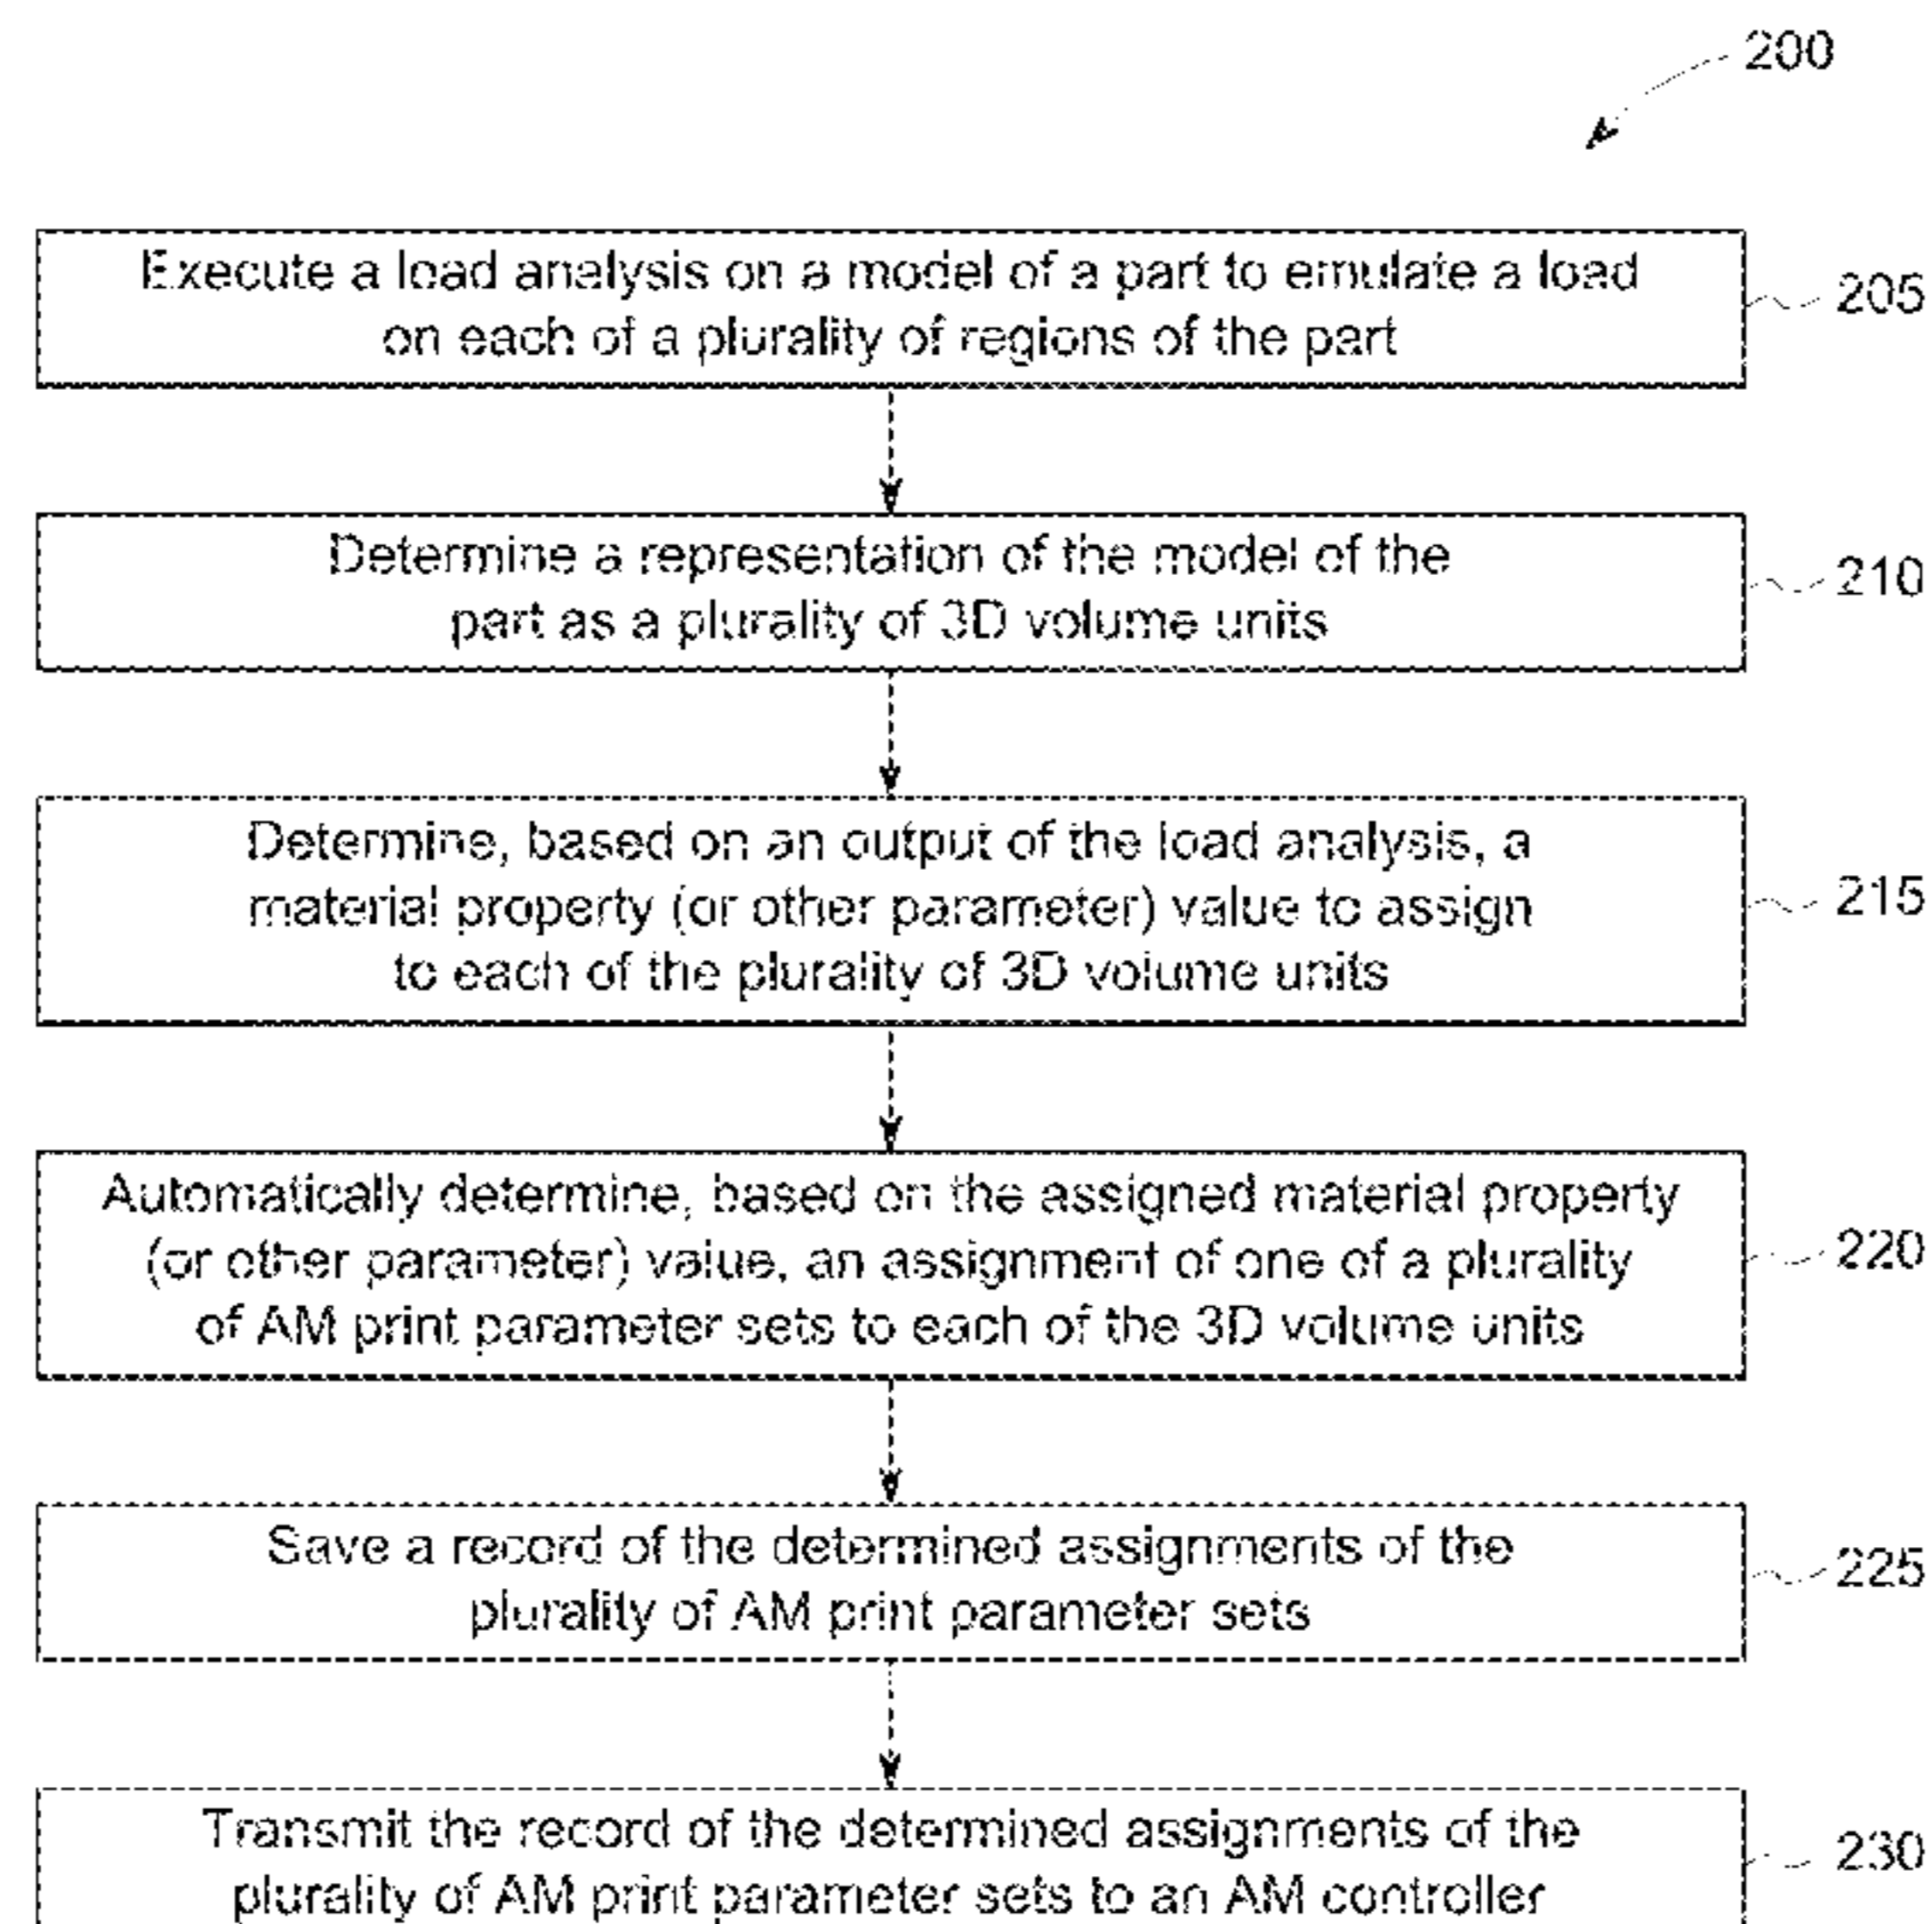 200
Execute a load analysis on a model of a part to emulate a load
on each of a plurality of regions of the part
205
Determine a representation of the model of the
part as a plurality of 3D volume units
210
Determine, based on an output of the load analysis, a
material property (or other parameter) value to assign
to each of the plurality of 3D volume units
215
Automatically determine, based on the assigned material property
(or other parameter) value, an assignment of one of a plurality
of AM print parameter sets to each of the 3D volume units
220
Save a record of the determined assignments of the
plurality of AM print parameter sets
225
Transmit the record of the determined assignments of the
plurality of AM print parameter sets to an AM controller
230